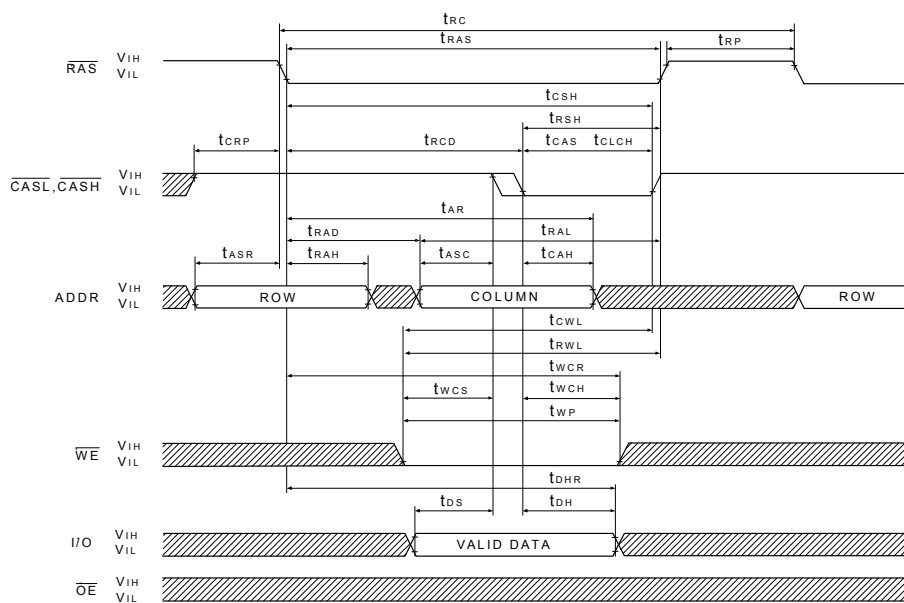 tRC
tRAS tRP
RAS VIH
VIL
tCSH
tRSH
tCRP tRCD tCAS tCLCH
CASL,CASH VIH
VIL
tAR
tRAD tRAL
tASR tRAH tASC tCAH
ADDR VIH
VIL
ROW COLUMN ROW
tCWL
tRWL
tWCR
tWCS tWCH
tWP
WE VIH
VIL
tDHR
tDS tDH
I/O VIH
VIL
VALID DATA
OE VIH
VIL